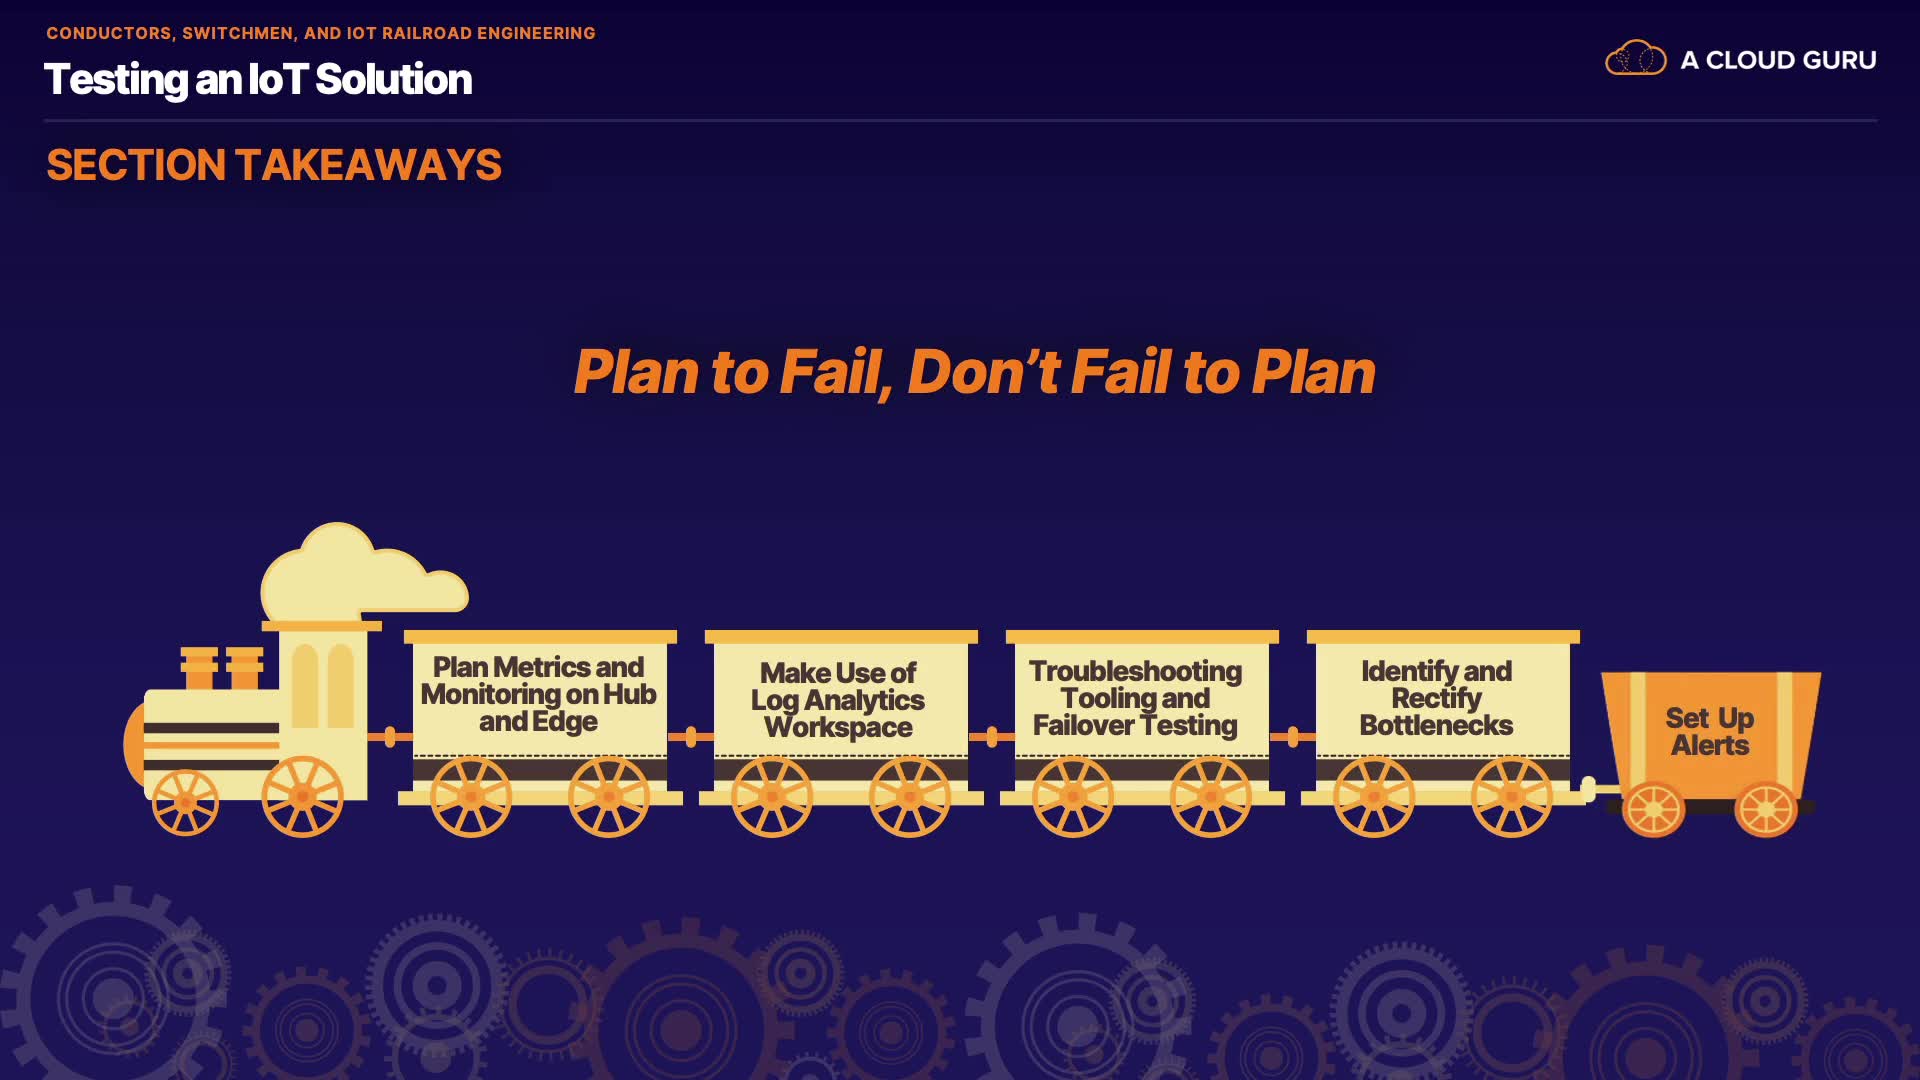 CONDUCTORS, SWITCHMEN, AND IOT RAILROAD ENGINEERING
Testing an IoT Solution
A CLOUD GURU
SECTION TAKEAWAYS
Plan to Fail, Don’t Fail to Plan
Plan Metrics and
Monitoring on Hub
and Edge
Make Use of
Log Analytics
Workspace
Troubleshooting
Tooling and
Failover Testing
Identify and
Rectify
Bottlenecks
Set Up
Alerts